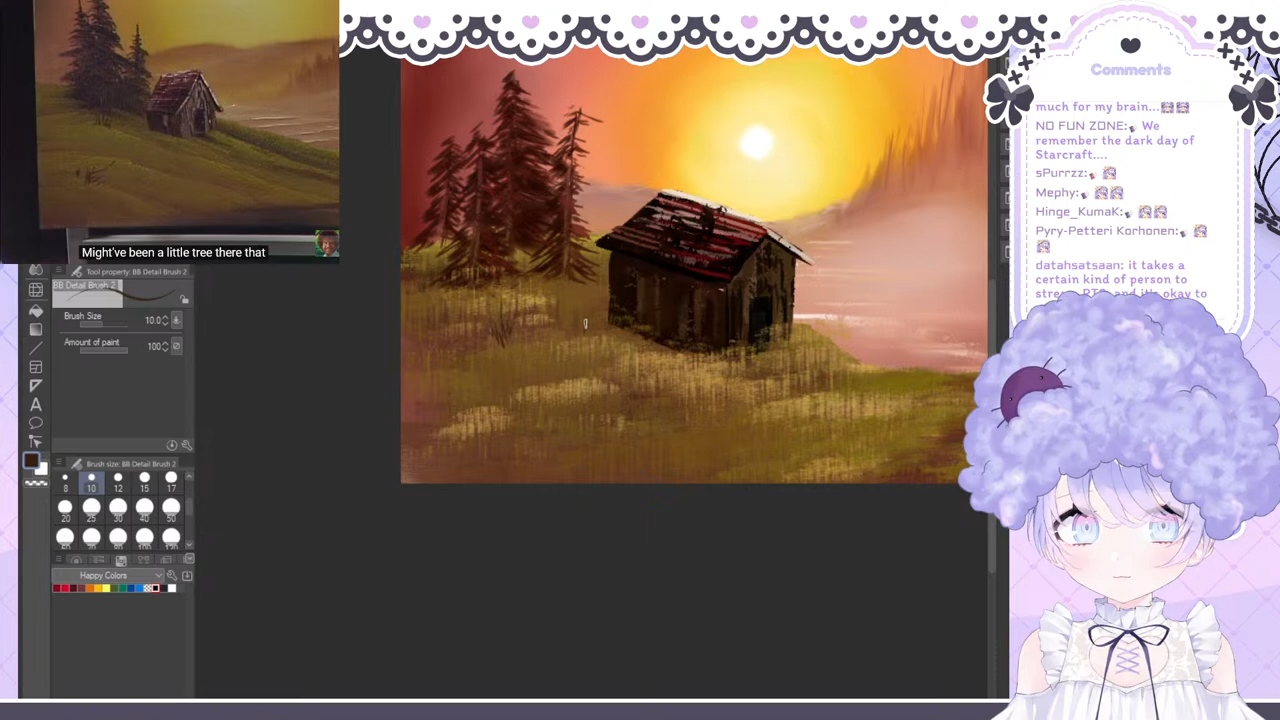 Might've been a little tree there that
Tool property: BB Detail Brush 2
BB Detail Brush 2
Brush Size
10.0
Amount of paint
100
Brush size: BB Detail Brush 2
8 10 12 15 17
20 25 30 40 50
Happy Colors
Comments
much for my brain...
NO FUN ZONE: We
remember the dark day of
Starcraft....
sPurrzz:
Mephy:
Hinge_KumaK:
Pyry-Petteri Korhonen:
datahsatsaan: it takes a
certain kind of person to